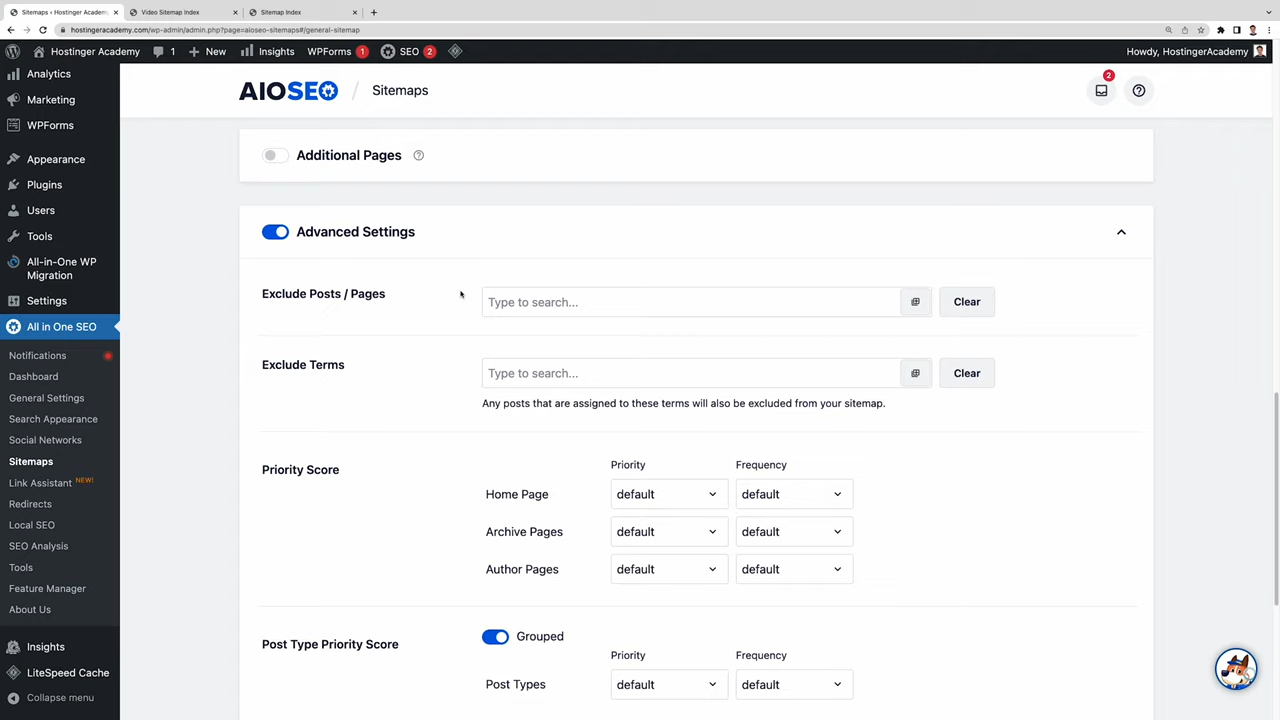 Sitemaps ‹ Hostinger Academ
Video Sitemap Index
Sitemap Index
hostingeracademy.com/wp-admin/admin.php?page=aioseo-sitemaps#/general-sitemap
Hostinger Academy
1
New
Insights
WPForms 1
SEO 2
Howdy, HostingerAcademy
Analytics
Marketing
WPForms
Appearance
Plugins
Users
Tools
All-in-One WP
Migration
Settings
All in One SEO
Notifications
Dashboard
General Settings
Search Appearance
Social Networks
Sitemaps
Link Assistant NEW!
Redirects
Local SEO
SEO Analysis
Tools
Feature Manager
About Us
Insights
LiteSpeed Cache
Collapse menu
AIOSEO / Sitemaps
2
Additional Pages
Advanced Settings
Exclude Posts / Pages
Type to search...
Clear
Exclude Terms
Type to search...
Clear
Any posts that are assigned to these terms will also be excluded from your sitemap.
Priority Score
Priority Frequency
Home Page default default
Archive Pages default default
Author Pages default default
Post Type Priority Score
Grouped
Priority Frequency
Post Types default default